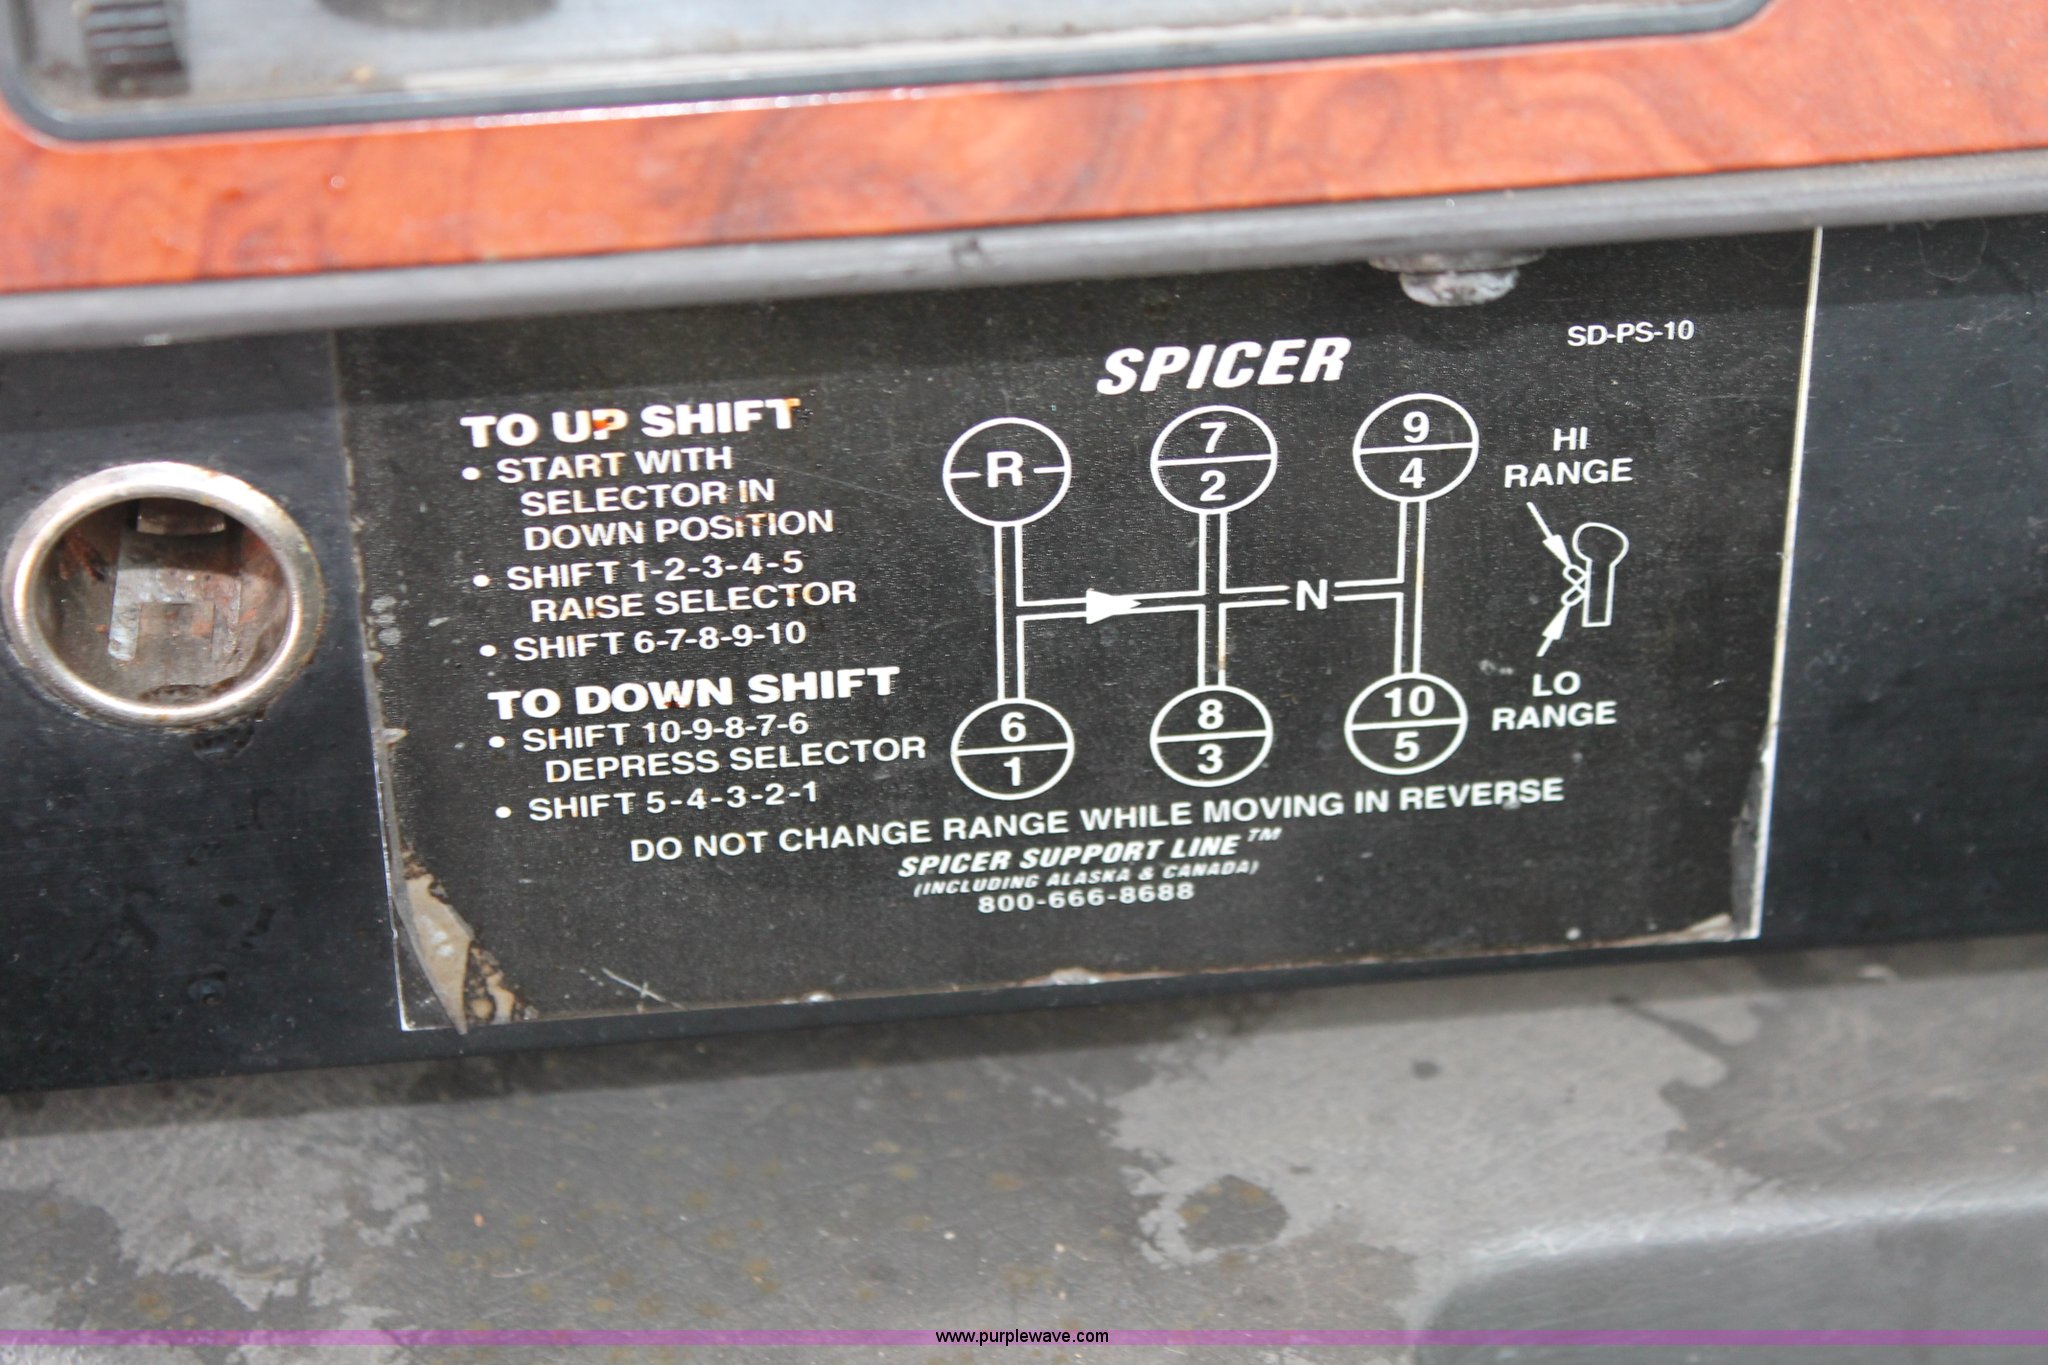 SD-PS-10
SPICER
TO UP SHIFT
• START WITH
SELECTOR IN
DOWN POSITION
• SHIFT 1-2-3-4-5
RAISE SELECTOR
• SHIFT 6-7-8-9-10
TO DOWN SHIFT
• SHIFT 10-9-8-7-6
DEPRESS SELECTOR
• SHIFT 5-4-3-2-1
R
7
2
9
4
N
6
1
8
3
10
5
HI
RANGE
LO
RANGE
DO NOT CHANGE RANGE WHILE MOVING IN REVERSE
SPICER SUPPORT LINE™
(INCLUDING ALASKA & CANADA)
800-666-8688
www.purplewave.com